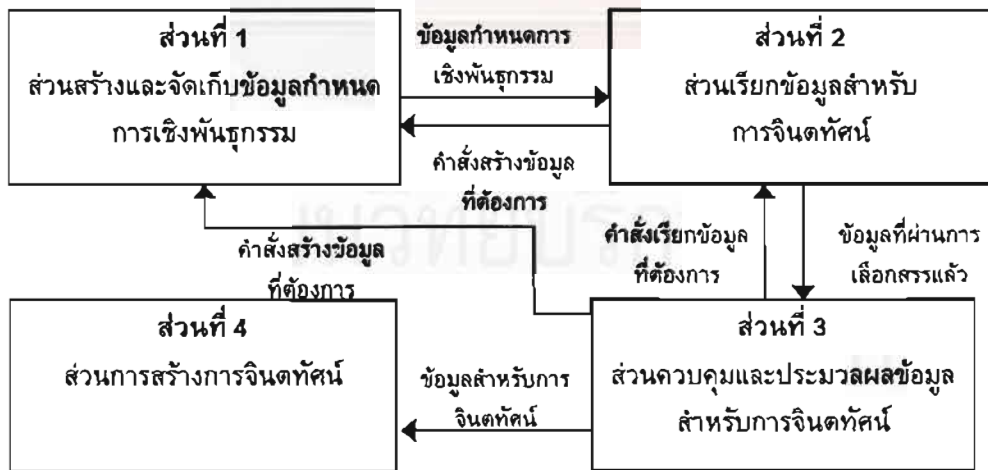 ส่วนที่ 1
ส่วนสร้างและจัดเก็บข้อมูลกำหนด
การเชิงพันธุกรรม
ข้อมูลกำหนดการ
เชิงพันธุกรรม
ส่วนที่ 2
ส่วนเรียกข้อมูลสำหรับ
การจินตทัศน์
คำสั่งสร้างข้อมูล
ที่ต้องการ
คำสั่งสร้างข้อมูล
ที่ต้องการ
คำสั่งเรียกข้อมูล
ที่ต้องการ
ข้อมูลที่ผ่านการ
เลือกสรรแล้ว
ส่วนที่ 4
ส่วนการสร้างการจินตทัศน์
ข้อมูลสำหรับการ
จินตทัศน์
ส่วนที่ 3
ส่วนควบคุมและประมวลผลข้อมูล
สำหรับการจินตทัศน์